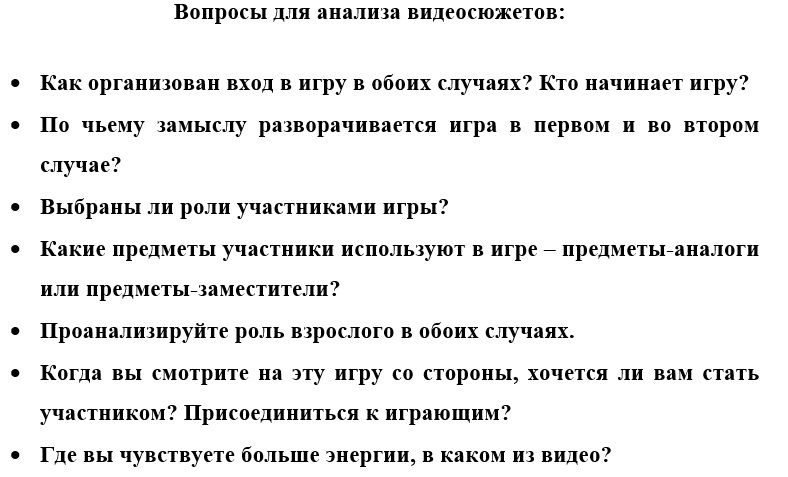 Вопросы для анализа видеосюжетов:
• Как организован вход в игру в обоих случаях? Кто начинает игру?
• По чьему замыслу разворачивается игра в первом и во втором
случае?
• Выбраны ли роли участниками игры?
• Какие предметы участники используют в игре – предметы-аналоги
или предметы-заместители?
• Проанализируйте роль взрослого в обоих случаях.
• Когда вы смотрите на эту игру со стороны, хочется ли вам стать
участником? Присоединиться к играющим?
• Где вы чувствуете больше энергии, в каком из видео?